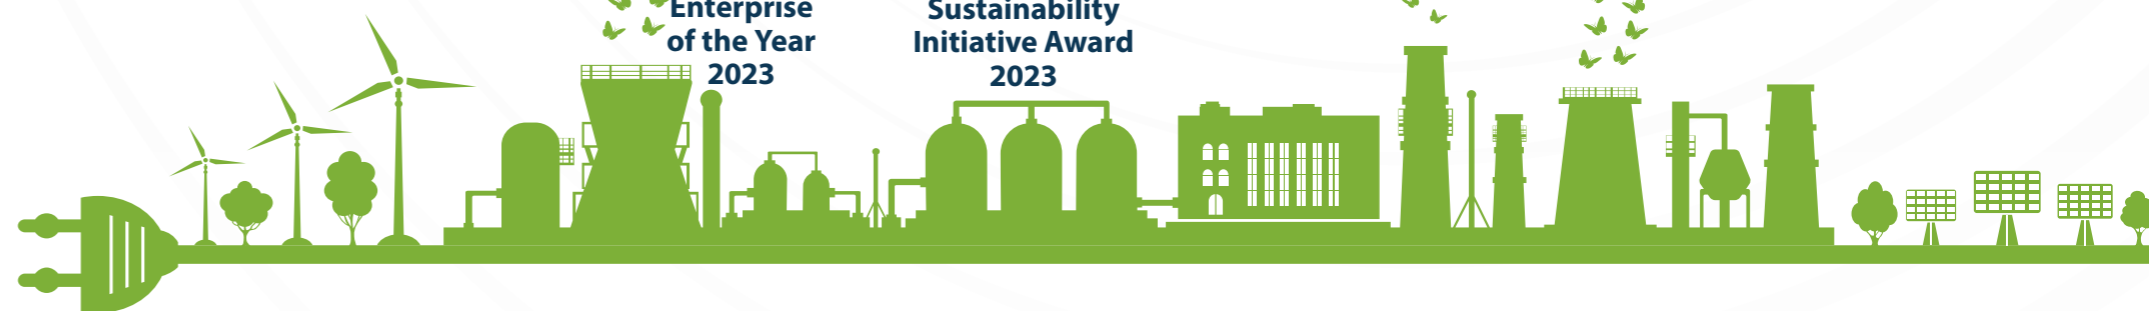 Enterprise
of the Year
2023
Sustainability
Initiative Award
2023